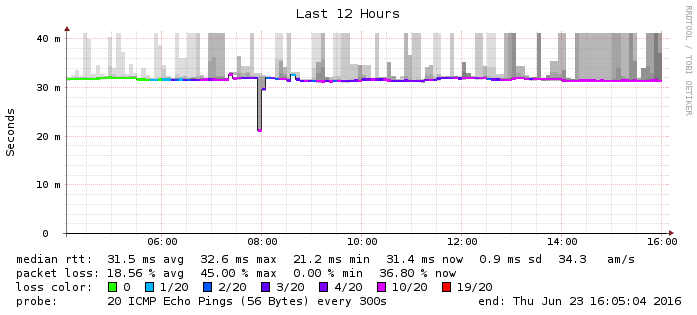 Last 12 Hours
RRDTOOL / TOBI OETIKER
Seconds
40 m
30 m
20 m
10 m
0
06:00 08:00 10:00 12:00 14:00 16:00
median rtt: 31.5 ms avg 32.6 ms max 21.2 ms min 31.4 ms now 0.9 ms sd 34.3 am/s
packet loss: 18.56 % avg 45.00 % max 0.00 % min 36.80 % now
loss color: 0 1/20 2/20 3/20 4/20 10/20 19/20
probe: 20 ICMP Echo Pings (56 Bytes) every 300s end: Thu Jun 23 16:05:04 2016